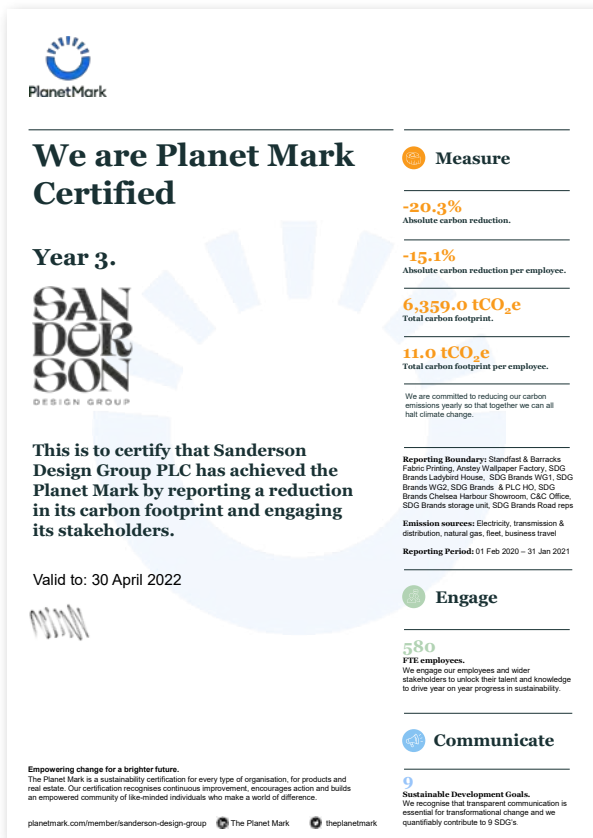 PlanetMark
We are Planet Mark
Certified
Year 3.
SAN
DER
SON
DESIGN GROUP
This is to certify that Sanderson
Design Group PLC has achieved the
Planet Mark by reporting a reduction
in its carbon footprint and engaging
its stakeholders.
Valid to: 30 April 2022
Empowering change for a brighter future.
The Planet Mark is a sustainability certification for every type of organisation, for products and
real estate. Our certification recognises continuous improvement, encourages action and builds
an empowered community of like-minded individuals who make a world of difference.
planetmark.com/member/sanderson-design-group The Planet Mark theplanetmark
Measure
-20.3%
Absolute carbon reduction.
-15.1%
Absolute carbon reduction per employee.
6,359.0 tCO₂e
Total carbon footprint.
11.0 tCO₂e
Total carbon footprint per employee.
We are committed to reducing our carbon
emissions yearly so that together we can all
halt climate change.
Reporting Boundary: Standfast & Barracks
Fabric Printing, Anstey Wallpaper Factory, SDG
Brands Ladybird House, SDG Brands WG1, SDG
Brands WG2, SDG Brands & PLC HO, SDG
Brands Chelsea Harbour Showroom, C&C Office,
SDG Brands storage unit, SDG Brands Road reps
Emission sources: Electricity, transmission &
distribution, natural gas, fleet, business travel
Reporting Period: 01 Feb 2020 – 31 Jan 2021
Engage
580
FTE employees.
We engage our employees and wider
stakeholders to unlock their talent and knowledge
to drive year on year progress in sustainability.
Communicate
9
Sustainable Development Goals.
We recognise that transparent communication is
essential for transformational change and we
quantifiably contribute to 9 SDG's.